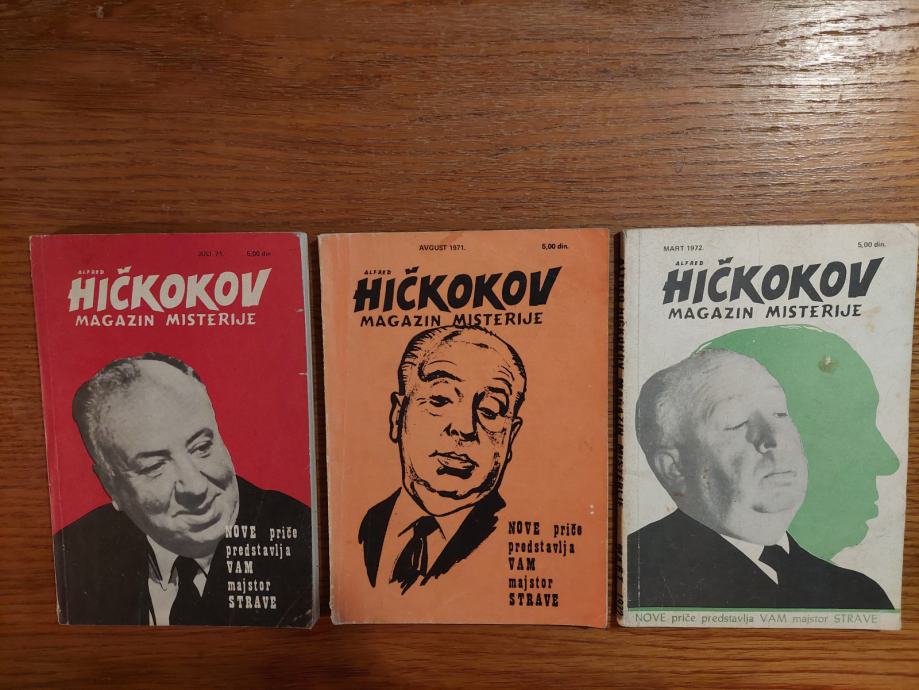 JULI 71. 5,00 din
ALFRED
HIČKOKOV
MAGAZIN MISTERIJE
NOVE priče
predstavlja
VAM
majstor
STRAVE
AVGUST 1971. 5,00 din.
ALFRED
HIČKOKOV
MAGAZIN MISTERIJE
NOVE priče
predstavlja
VAM
majstor
STRAVE
MART 1972. 5,00 din.
ALFRED
HIČKOKOV
MAGAZIN MISTERIJE
NOVE priče predstavlja VAM majstor STRAVE
MAGAZIN MISTERIJE